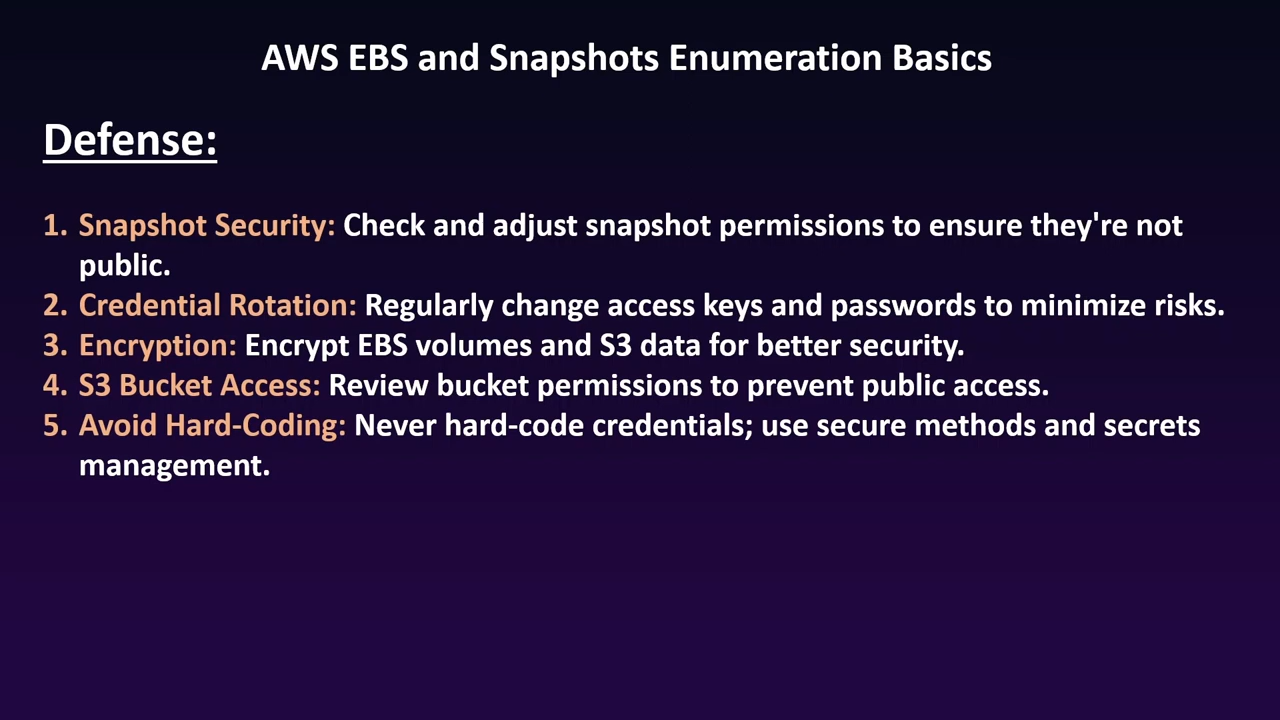 AWS EBS and Snapshots Enumeration Basics
Defense:
1. Snapshot Security: Check and adjust snapshot permissions to ensure they're not
public.
2. Credential Rotation: Regularly change access keys and passwords to minimize risks.
3. Encryption: Encrypt EBS volumes and S3 data for better security.
4. S3 Bucket Access: Review bucket permissions to prevent public access.
5. Avoid Hard-Coding: Never hard-code credentials; use secure methods and secrets
management.